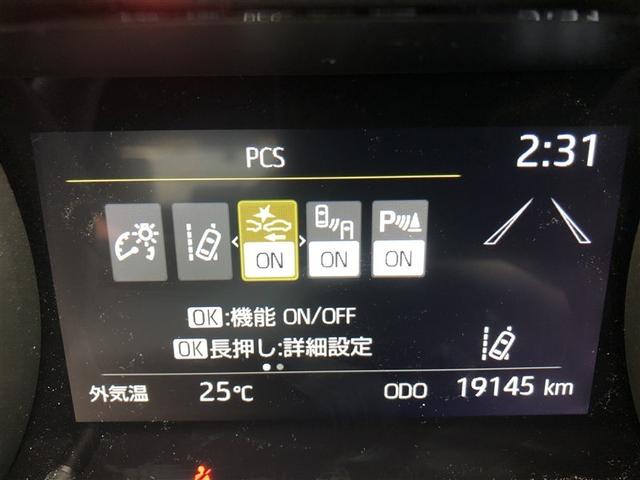 PCS
2:31
ON ON P ON
OK:機能 ON/OFF
OK長押し:詳細設定
外気温 25℃ ODO 19145 km